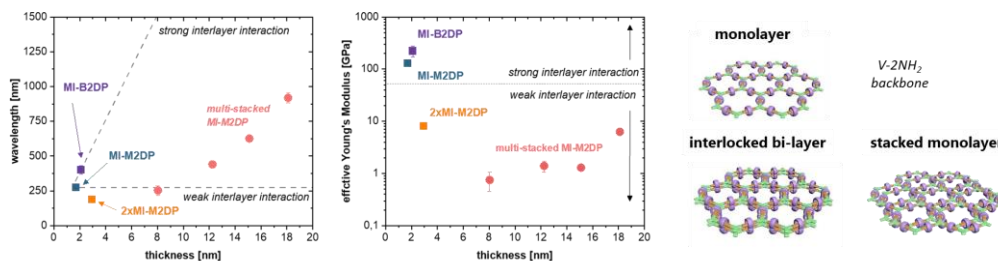 1500
1250
1000
750
500
250
0
wavelength [nm]
strong interlayer interaction
MI-B2DP
multi-stacked
MI-M2DP
MI-M2DP
weak interlayer interaction
2xMI-M2DP
0 2 4 6 8 10 12 14 16 18 20
thickness [nm]
1000
100
10
1
0,1
effctive Young's Modulus [GPa]
MI-B2DP
MI-M2DP
strong interlayer interaction
weak interlayer interaction
2xMI-M2DP
multi-stacked MI-M2DP
0 2 4 6 8 10 12 14 16 18 20
thickness [nm]
monolayer
V-2NH2
backbone
interlocked bi-layer
stacked monolayer